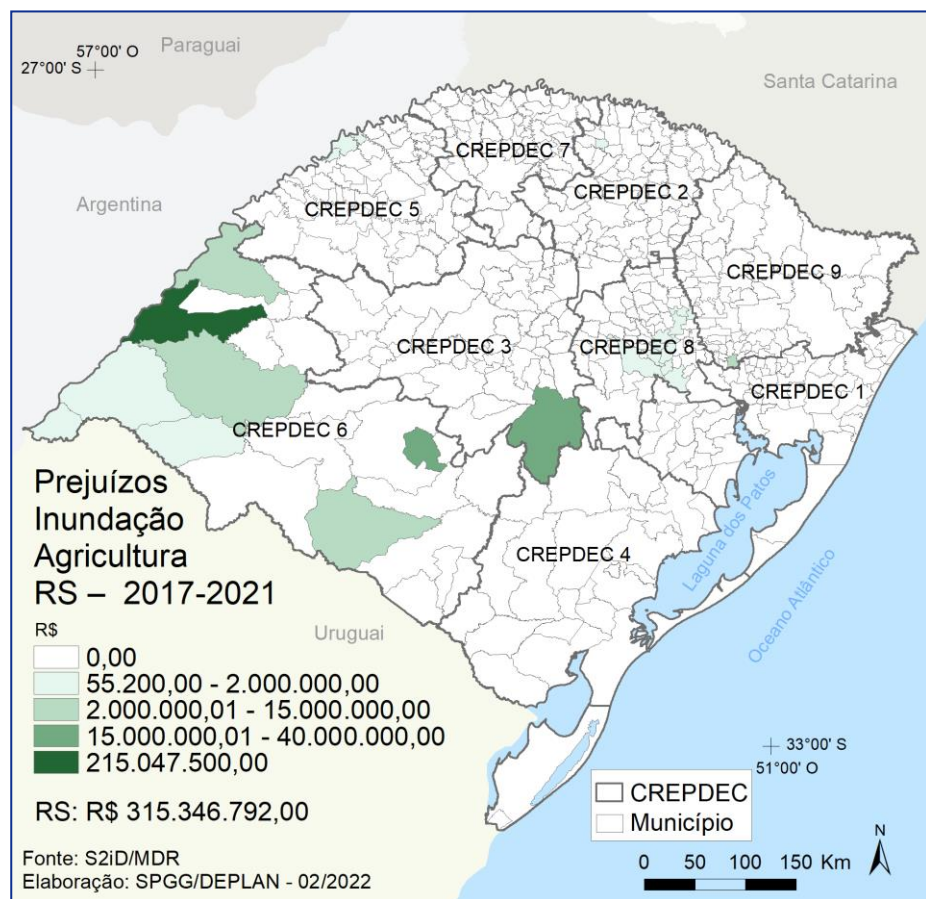 Paraguai
57°00' O
27°00' S
Santa Catarina
Argentina
CREPDEC 7
CREPDEC 2
CREPDEC 5
CREPDEC 9
CREPDEC 3
CREPDEC 8
CREPDEC 1
CREPDEC 6
CREPDEC 4
Laguna dos Patos
Oceano Atlântico
Uruguai
Prejuízos
Inundação
Agricultura
RS – 2017-2021
R$
0,00
55.200,00 - 2.000.000,00
2.000.000,01 - 15.000.000,00
15.000.000,01 - 40.000.000,00
215.047.500,00
RS: R$ 315.346.792,00
Fonte: S2iD/MDR
Elaboração: SPGG/DEPLAN - 02/2022
33°00' S
51°00' O
CREPDEC
Município
N
0 50 100 150 Km